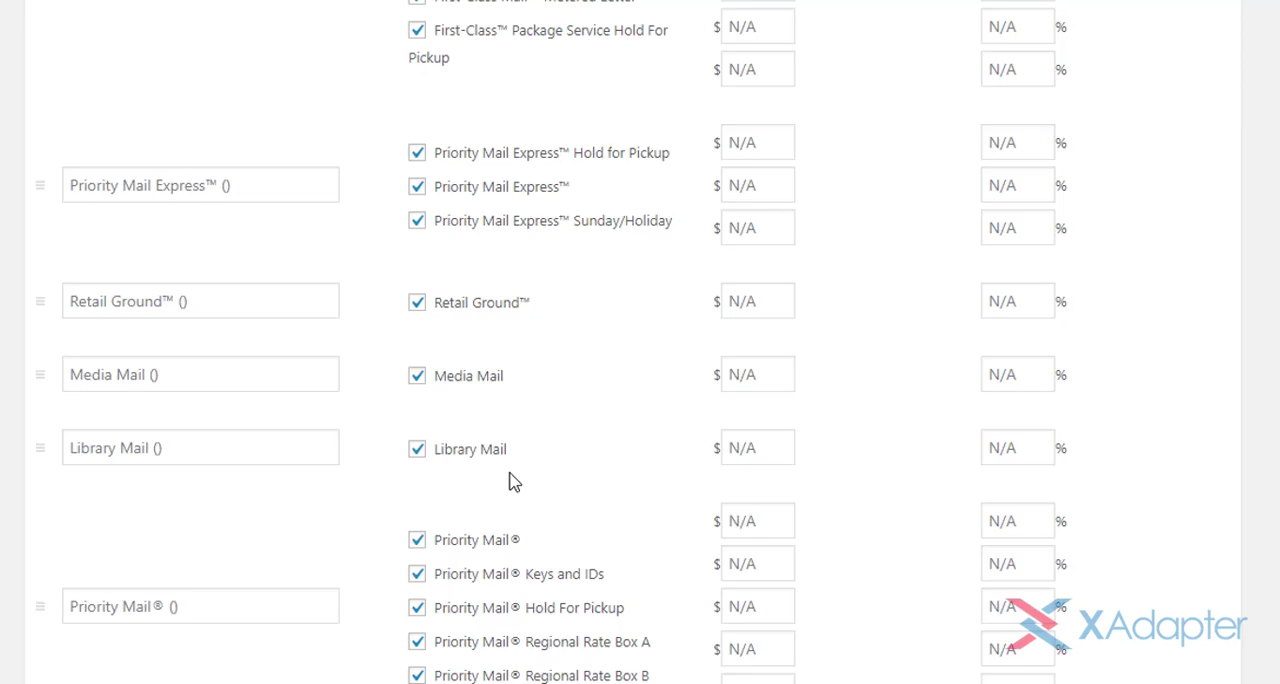 First-Class™ Package Service Hold For
Pickup
$ N/A
N/A %
$ N/A
N/A %
Priority Mail Express™ ()
Priority Mail Express™ Hold for Pickup
$ N/A
N/A %
Priority Mail Express™
$ N/A
N/A %
Priority Mail Express™ Sunday/Holiday
$ N/A
N/A %
Retail Ground™ ()
Retail Ground™
$ N/A
N/A %
Media Mail ()
Media Mail
$ N/A
N/A %
Library Mail ()
Library Mail
$ N/A
N/A %
Priority Mail® ()
Priority Mail®
$ N/A
N/A %
Priority Mail® Keys and IDs
$ N/A
N/A %
Priority Mail® Hold For Pickup
$ N/A
N/A %
Priority Mail® Regional Rate Box A
$ N/A
N/A %
Priority Mail® Regional Rate Box B
XAdapter